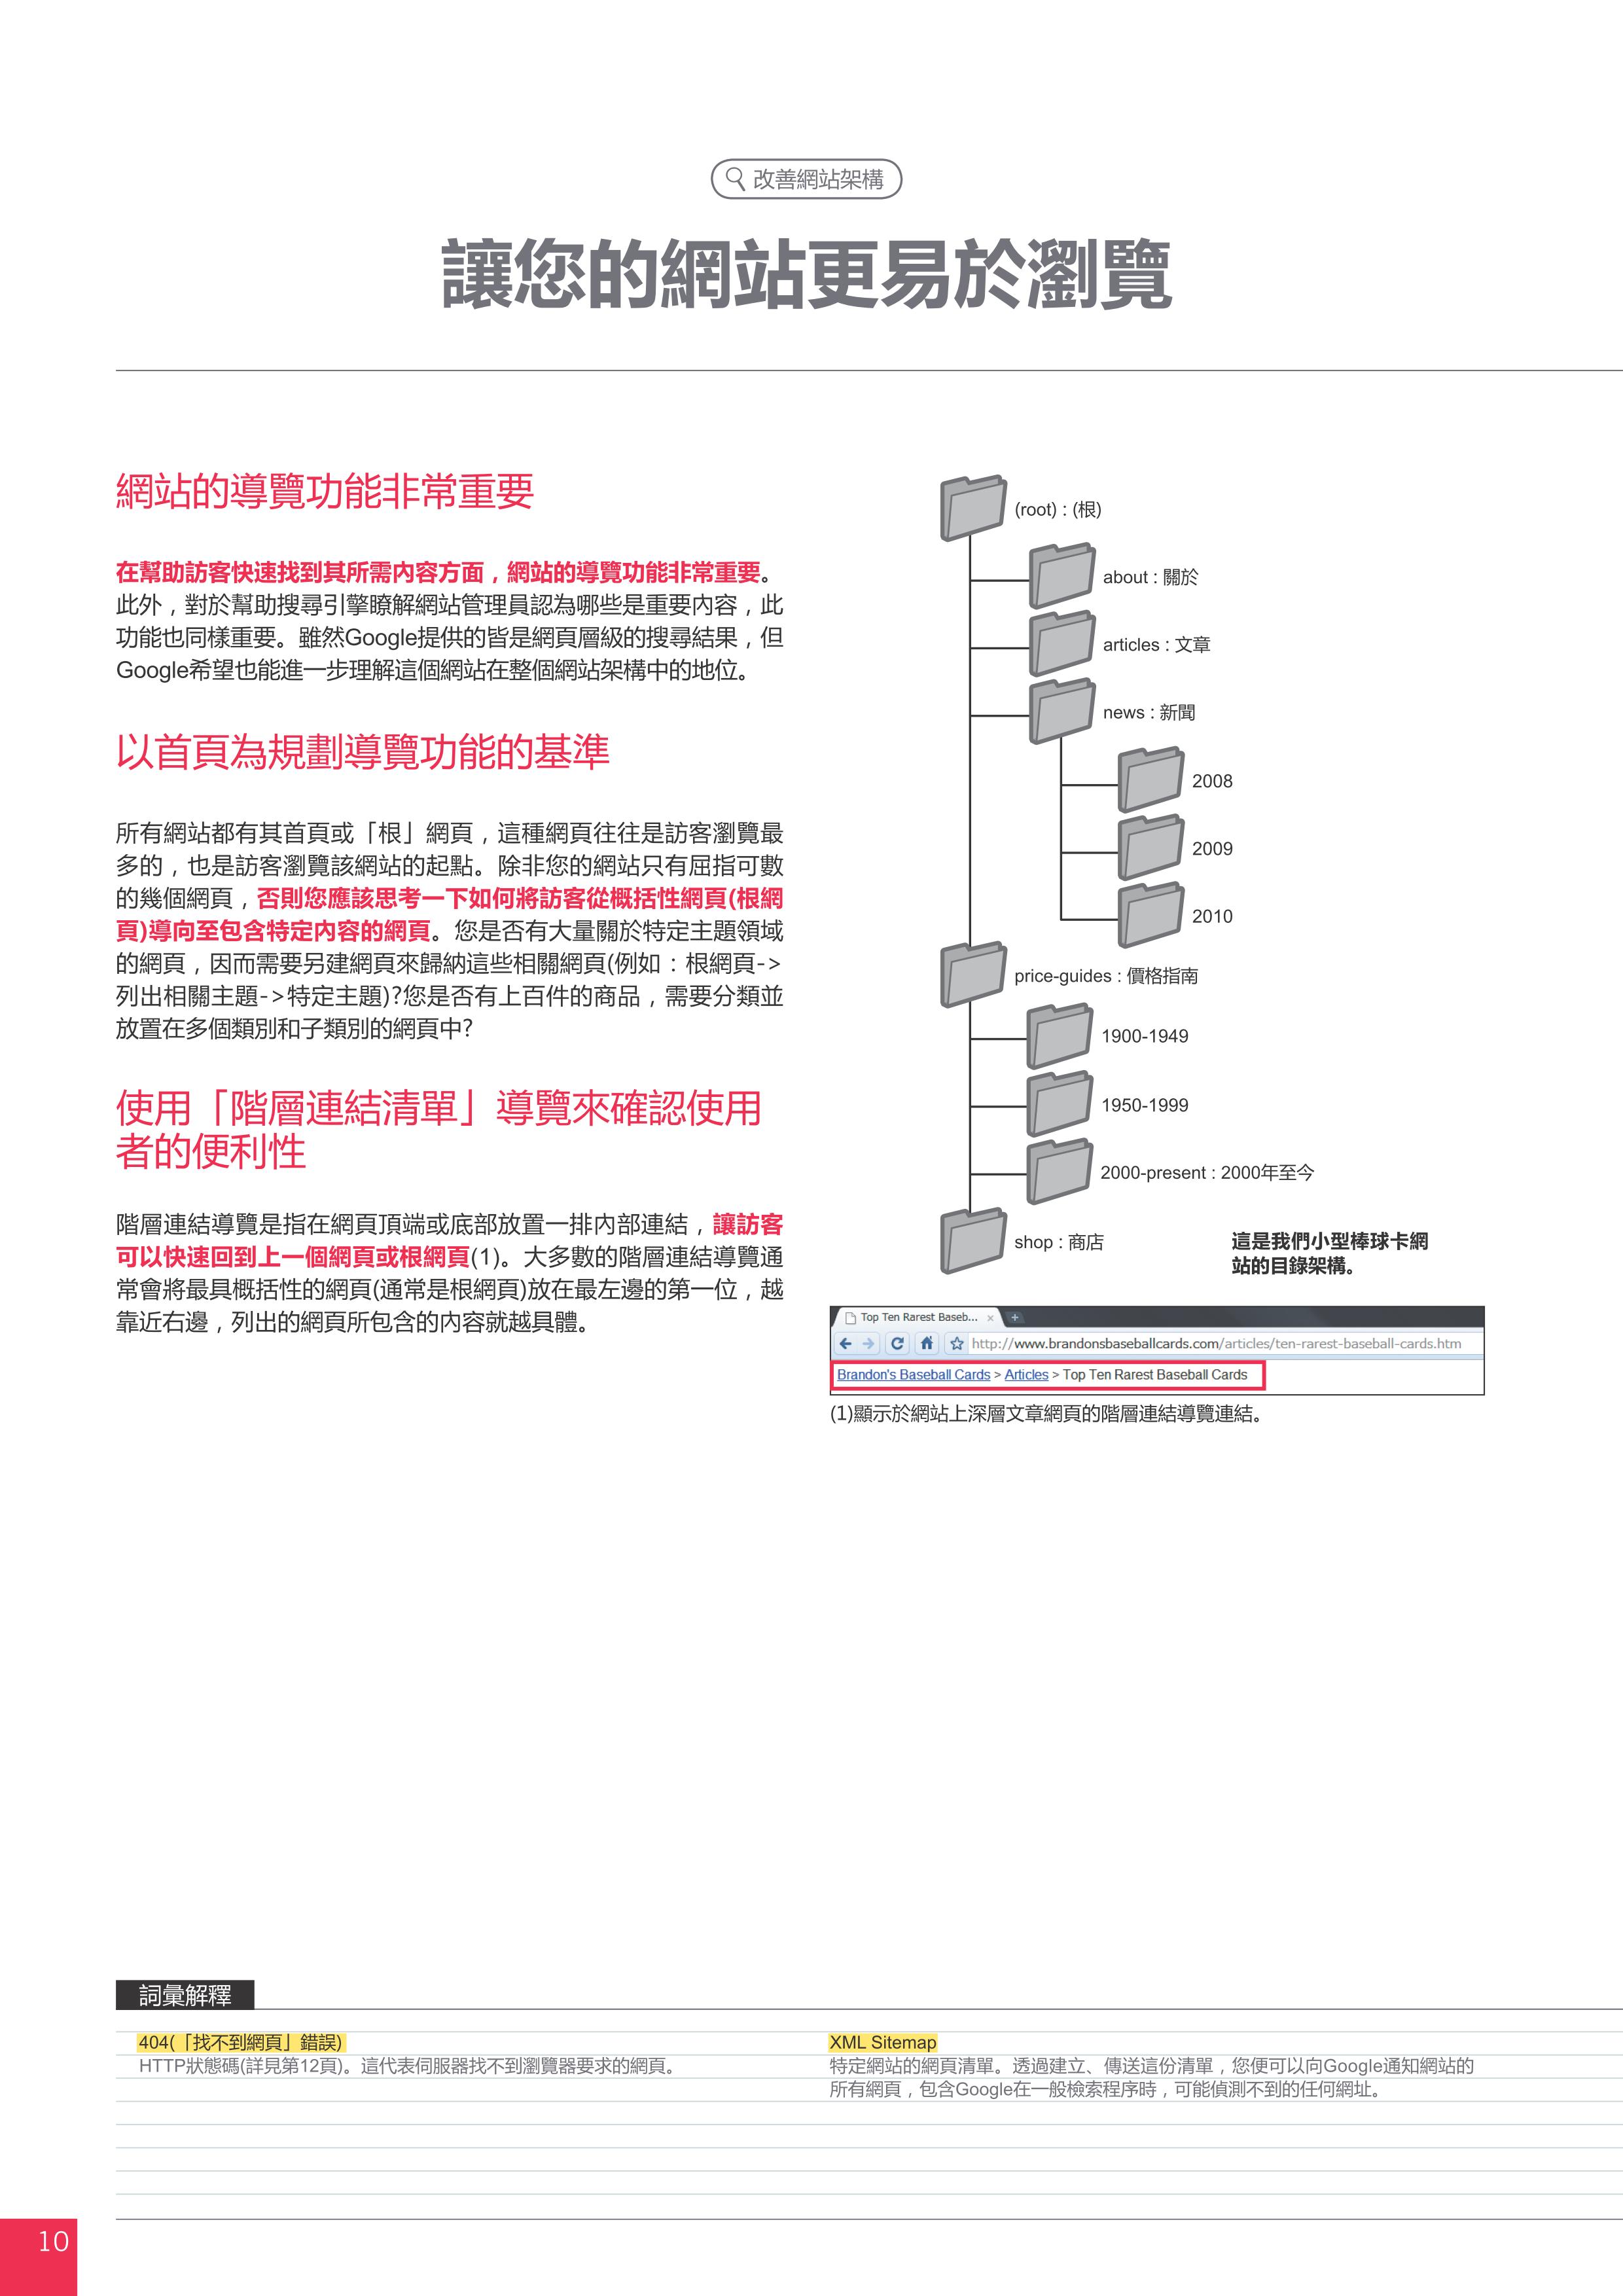 改善網站架構
讓您的網站更易於瀏覽
網站的導覽功能非常重要
在幫助訪客快速找到其所需內容方面，網站的導覽功能非常重要。
此外，對於幫助搜尋引擎瞭解網站管理員認為哪些是重要內容，此
功能也同樣重要。雖然Google提供的皆是網頁層級的搜尋結果，但
Google希望也能進一步理解這個網站在整個網站架構中的地位。
以首頁為規劃導覽功能的基準
所有網站都有其首頁或「根」網頁，這種網頁往往是訪客瀏覽最
多的，也是訪客瀏覽該網站的起點。除非您的網站只有屈指可數
的幾個網頁，否則您應該思考一下如何將訪客從概括性網頁(根網
頁)導向至包含特定內容的網頁。您是否有大量關於特定主題領域
的網頁，因而需要另建網頁來歸納這些相關網頁(例如：根網頁->
列出相關主題->特定主題)?您是否有上百件的商品，需要分類並
放置在多個類別和子類別的網頁中?
使用「階層連結清單」導覽來確認使用
者的便利性
階層連結導覽是指在網頁頂端或底部放置一排內部連結，讓訪客
可以快速回到上一個網頁或根網頁(1)。大多數的階層連結導覽通
常會將最具概括性的網頁(通常是根網頁)放在最左邊的第一位，越
靠近右邊，列出的網頁所包含的內容就越具體。
(root) : (根)
about : 關於
articles : 文章
news : 新聞
2008
2009
2010
price-guides : 價格指南
1900-1949
1950-1999
2000-present : 2000年至今
shop : 商店
這是我們小型棒球卡網
站的目錄架構。
Top Ten Rarest Baseb...
http://www.brandonsbaseballcards.com/articles/ten-rarest-baseball-cards.htm
Brandon's Baseball Cards > Articles > Top Ten Rarest Baseball Cards
(1)顯示於網站上深層文章網頁的階層連結導覽連結。
詞彙解釋
404(「找不到網頁」錯誤)
HTTP狀態碼(詳見第12頁)。這代表伺服器找不到瀏覽器要求的網頁。
XML Sitemap
特定網站的網頁清單。透過建立、傳送這份清單，您便可以向Google通知網站的
所有網頁，包含Google在一般檢索程序時，可能偵測不到的任何網址。
10